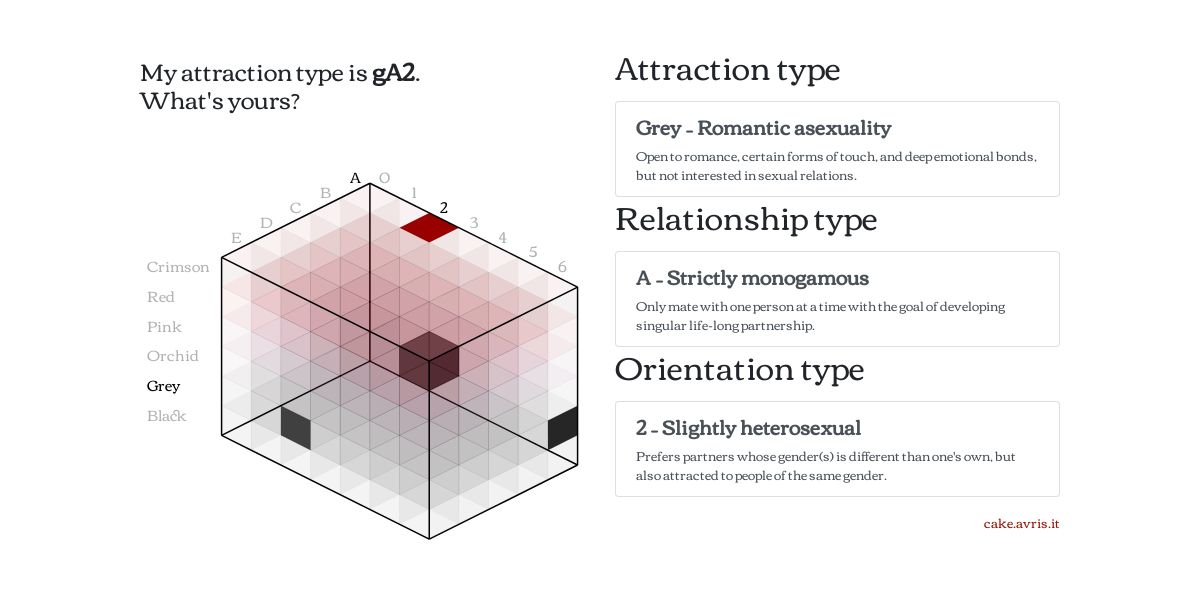 My attraction type is gA2.
What's yours?
A O
B 1
C 2
D 3
E 4
5
6
Crimson
Red
Pink
Orchid
Grey
Black
Attraction type
Grey – Romantic asexuality
Open to romance, certain forms of touch, and deep emotional bonds,
but not interested in sexual relations.
Relationship type
A – Strictly monogamous
Only mate with one person at a time with the goal of developing
singular life-long partnership.
Orientation type
2 – Slightly heterosexual
Prefers partners whose gender(s) is different than one's own, but
also attracted to people of the same gender.
cake.avris.it